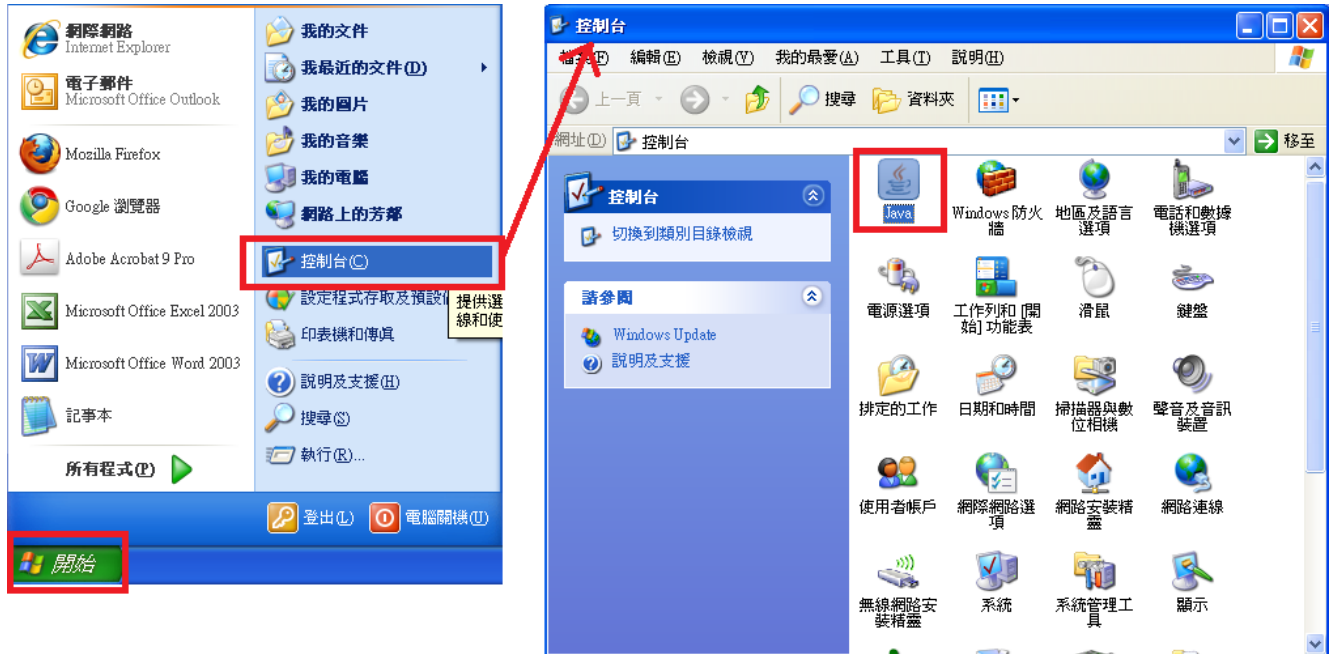 網際網路
Internet Explorer
電子郵件
Microsoft Office Outlook
Mozilla Firefox
Google 瀏覽器
Adobe Acrobat 9 Pro
Microsoft Office Excel 2003
Microsoft Office Word 2003
記事本
所有程式(P)
我的文件
我最近的文件(D)
我的圖片
我的音樂
我的電腦
網路上的芳鄰
控制台(C)
設定程式存取及預設
提供選
線和使
印表機和傳真
說明及支援(H)
搜尋(S)
執行(R)...
登出(L)
電腦關機(U)
開始
控制台
檔案(F) 編輯(E) 檢視(V) 我的最愛(A) 工具(T) 說明(H)
上一頁 搜尋 資料夾
網址(D) 控制台 移至
控制台
切換到類別目錄檢視
請參閱
Windows Update
說明及支援
Java
Windows 防火
牆
地區及語言
選項
電話和數據
機選項
電源選項
工作列和 [開
始] 功能表
滑鼠
鍵盤
排定的工作
日期和時間
掃描器與數
位相機
聲音及音訊
裝置
使用者帳戶
網際網路選
項
網路安裝精
靈
網路連線
無線網路安
裝精靈
系統
系統管理工
具
顯示